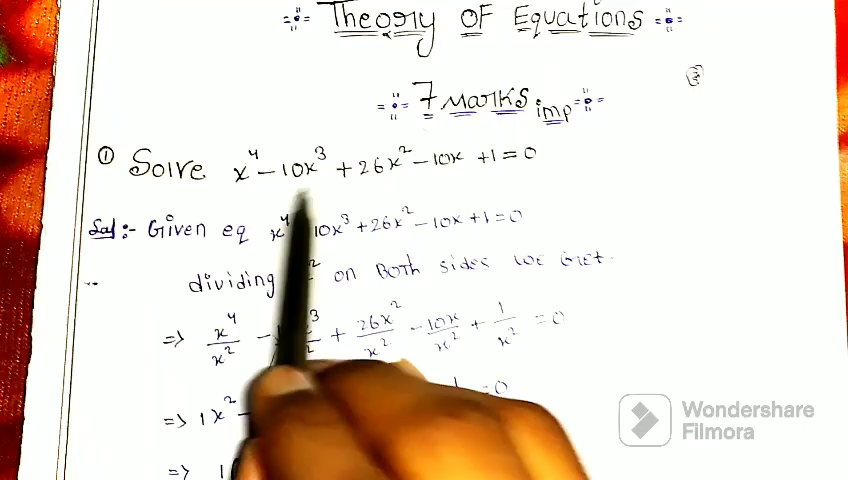 Theory OF Equations
7 Marks imp
① Solve x⁴ - 10x³ + 26x² - 10x + 1 = 0
Sol :- Given eq x⁴ 10x³ + 26x² - 10x + 1 = 0
dividing on Both sides we Get.
=> x⁴/x² - + 26x²/x² - 10x/x² + 1/x² = 0
=> 1x² - = 0
=> 1
Wondershare
Filmora